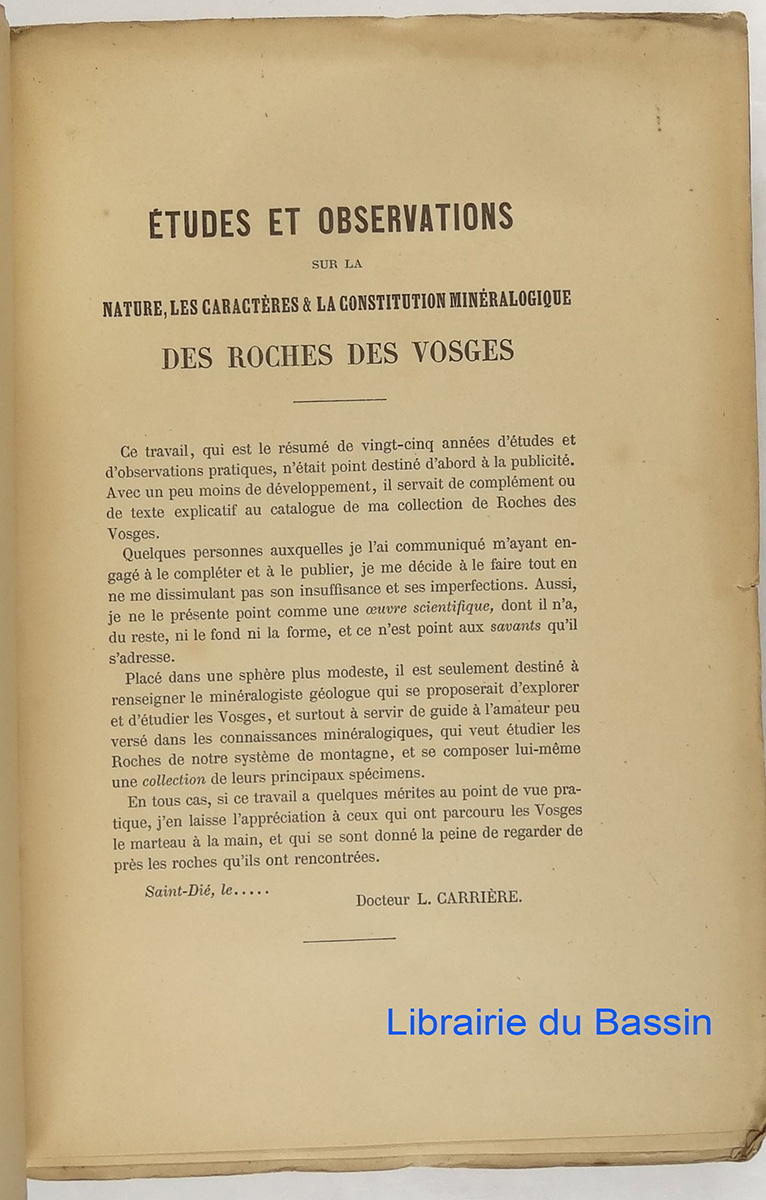 ÉTUDES ET OBSERVATIONS
SUR LA
NATURE, LES CARACTÈRES & LA CONSTITUTION MINÉRALOGIQUE
DES ROCHES DES VOSGES
Ce travail, qui est le résumé de vingt-cinq années d'études et
d'observations pratiques, n'était point destiné d'abord à la publicité.
Avec un peu moins de développement, il servait de complément ou
de texte explicatif au catalogue de ma collection de Roches des
Vosges.
Quelques personnes auxquelles je l'ai communiqué m'ayant en-
gagé à le compléter et à le publier, je me décide à le faire tout en
ne me dissimulant pas son insuffisance et ses imperfections. Aussi,
je ne le présente point comme une œuvre scientifique, dont il n'a,
du reste, ni le fond ni la forme, et ce n'est point aux savants qu'il
s'adresse.
Placé dans une sphère plus modeste, il est seulement destiné à
renseigner le minéralogiste géologue qui se proposerait d'explorer
et d'étudier les Vosges, et surtout à servir de guide à l'amateur peu
versé dans les connaissances minéralogiques, qui veut étudier les
Roches de notre système de montagne, et se composer lui-même
une collection de leurs principaux spécimens.
En tous cas, si ce travail a quelques mérites au point de vue pra-
tique, j'en laisse l'appréciation à ceux qui ont parcouru les Vosges
le marteau à la main, et qui se sont donné la peine de regarder de
près les roches qu'ils ont rencontrées.
Saint-Dié, le.....
Docteur L. CARRIÈRE.
Librairie du Bassin